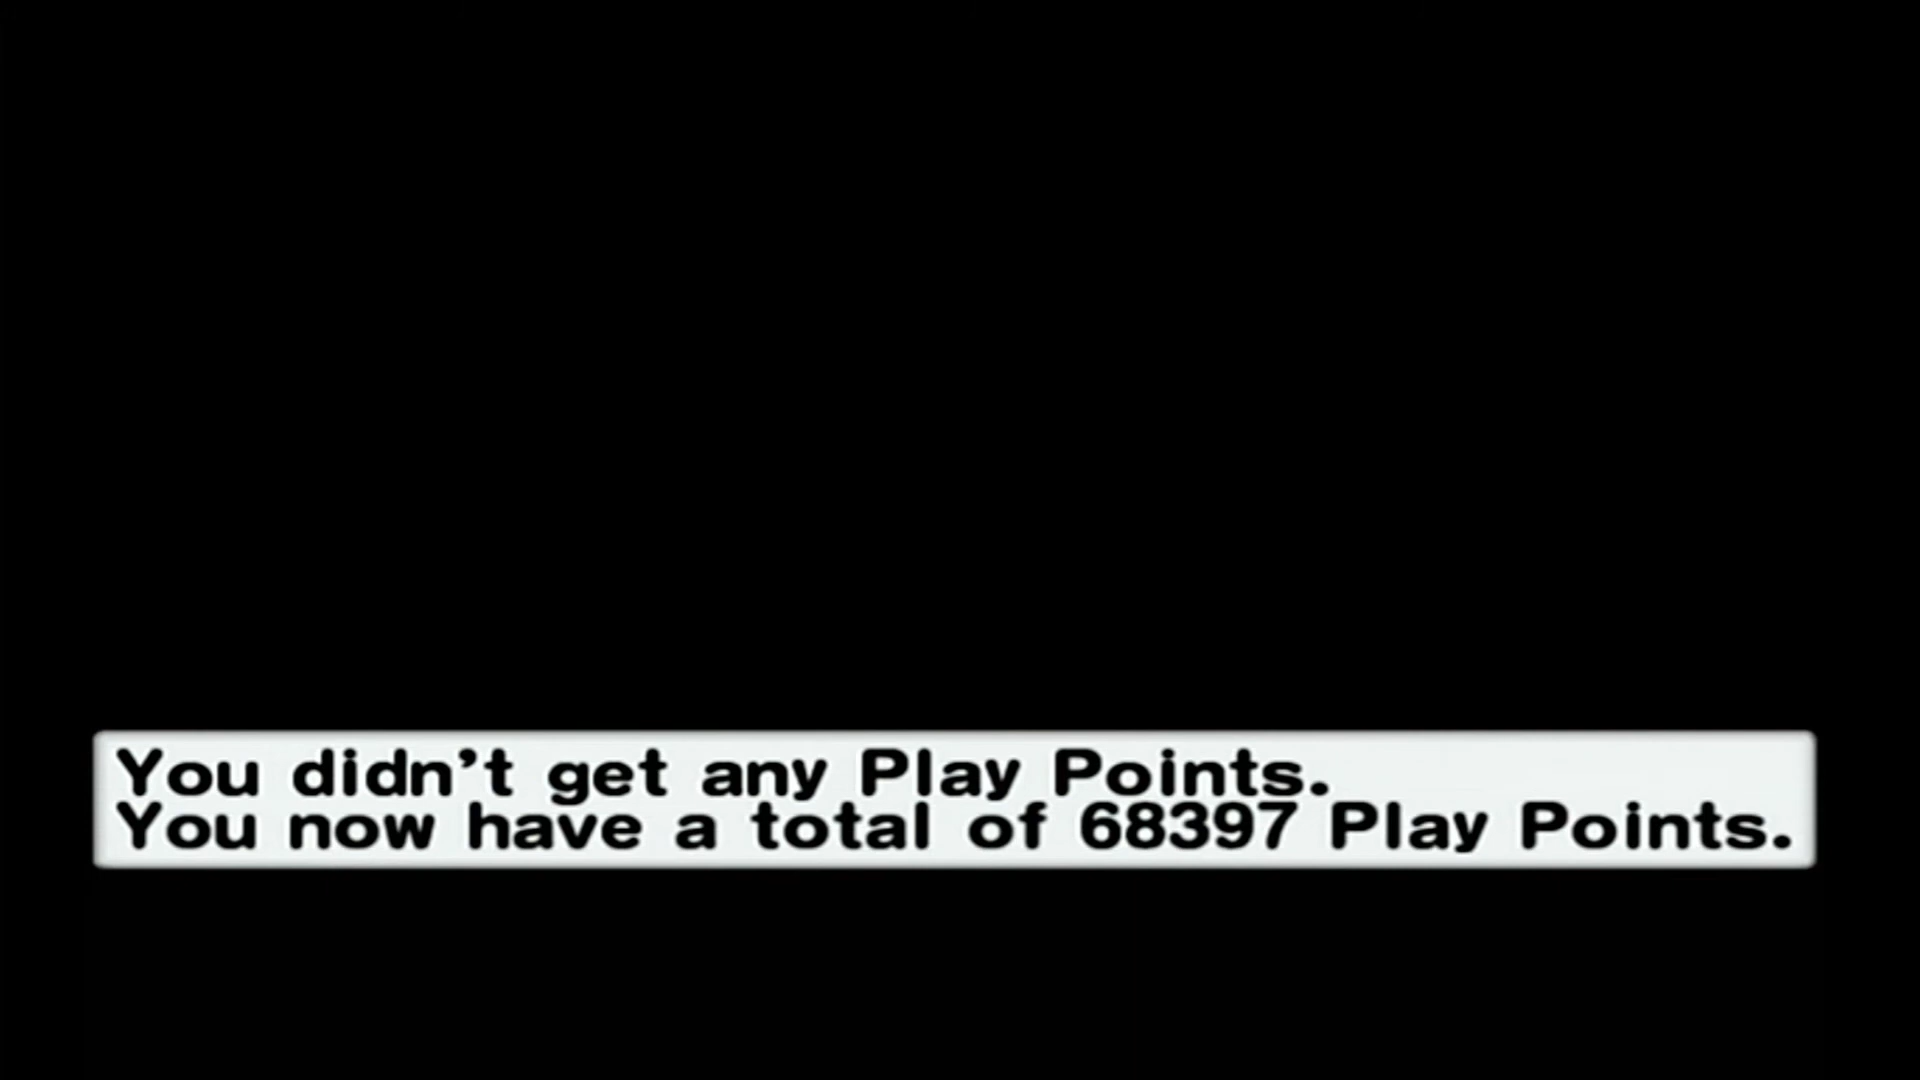 You didn’t get any Play Points.
You now have a total of 68397 Play Points.